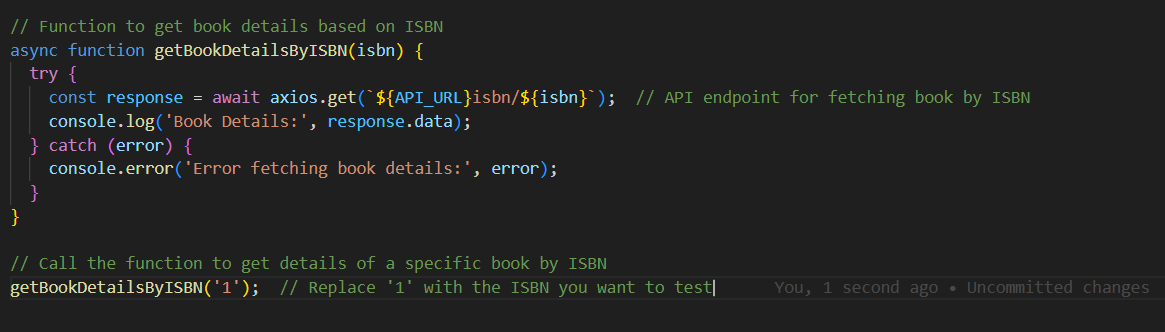 // Function to get book details based on ISBN
async function getBookDetailsByISBN(isbn) {
  try {
    const response = await axios.get(`${API_URL}isbn/${isbn}`);  // API endpoint for fetching book by ISBN
    console.log('Book Details:', response.data);
  } catch (error) {
    console.error('Error fetching book details:', error);
  }
}

// Call the function to get details of a specific book by ISBN
getBookDetailsByISBN('1');  // Replace '1' with the ISBN you want to test      You, 1 second ago • Uncommitted changes